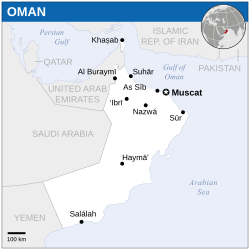 OMAN
Persian
Gulf
Khaşab
ISLAMIC
REP. OF IRAN
QATAR
Gulf of
Oman
PAKISTAN
Al Buraymī
Şuḩār
UNITED ARAB
EMIRATES
As Sīb
Muscat
'Ibrī
Nazwá
Şūr
SAUDI ARABIA
Haymā'
Arabian
Sea
YEMEN
Şalālah
100 km